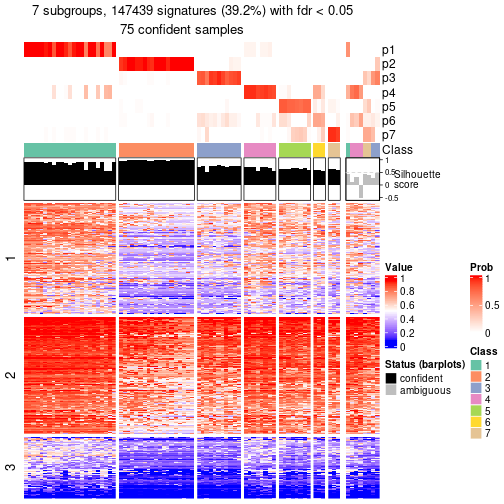 7 subgroups, 147439 signatures (39.2%) with fdr < 0.05
75 confident samples
p1
p2
p3
p4
p5
p6
p7
Class
1
0.5
0
-0.5
Silhouette
score
1
2
3
Value
1
0.8
0.6
0.4
0.2
0
Prob
1
0.5
0
Status (barplots)
confident
ambiguous
Class
1
2
3
4
5
6
7